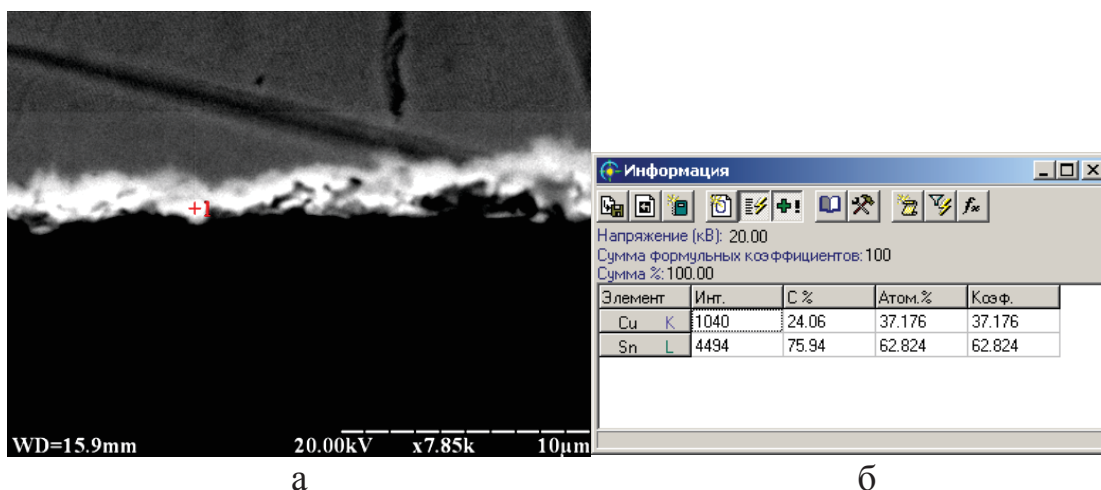 +1
WD=15.9mm 20.00kV x7.85k 10µm
а
Информация
Напряжение (кВ): 20.00
Сумма формульных коэффициентов: 100
Сумма %: 100.00
Элемент Инт. С % Атом.% Коэф.
Cu K 1040 24.06 37.176 37.176
Sn L 4494 75.94 62.824 62.824
б